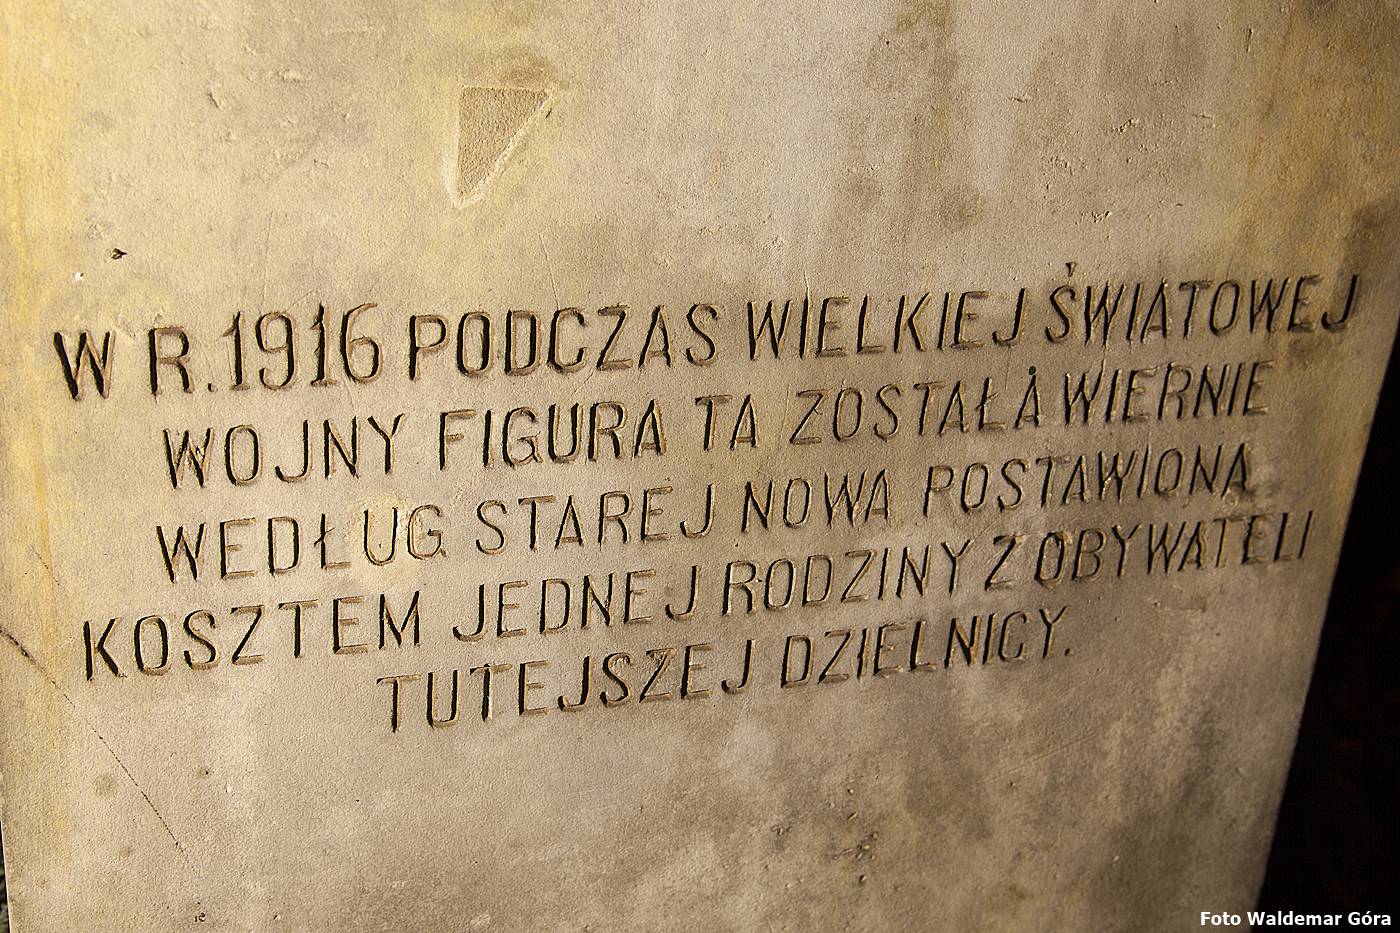 W R. 1916 PODCZAS WIELKIEJ ŚWIATOWEJ
WOJNY FIGURA TA ZOSTAŁA WIERNIE
WEDŁUG STAREJ NOWA POSTAWIONA
KOSZTEM JEDNEJ RODZINY Z OBYWATELI
TUTEJSZEJ DZIELNICY.
Foto Waldemar Góra